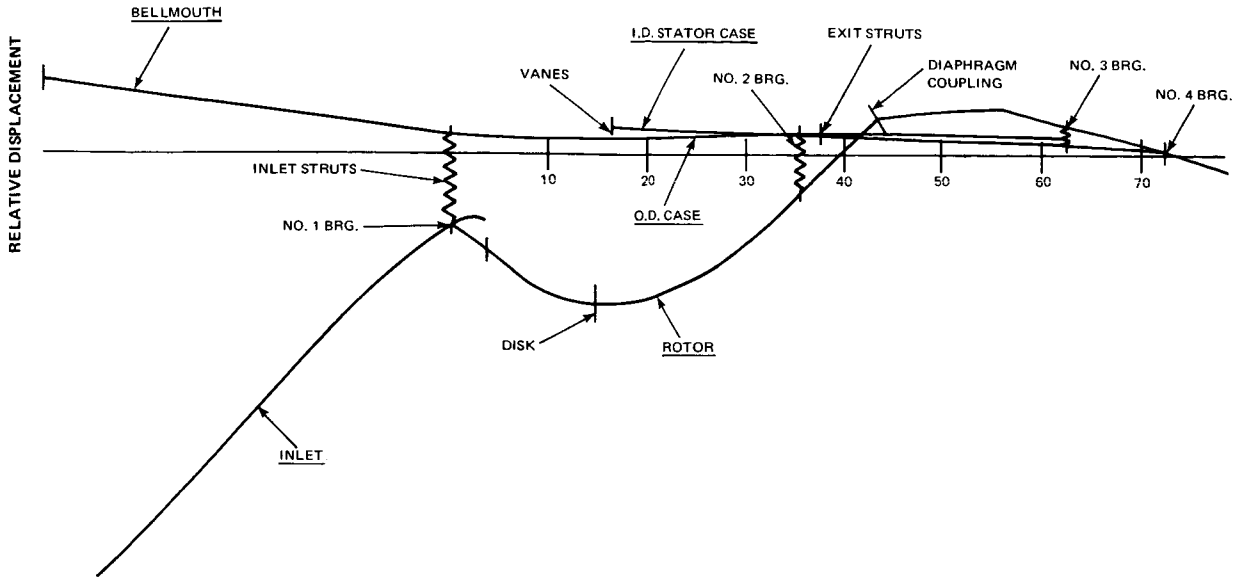 BELLMOUTH
I.D. STATOR CASE
EXIT STRUTS
VANES
NO. 2 BRG.
DIAPHRAGM
COUPLING
NO. 3 BRG.
NO. 4 BRG.
RELATIVE DISPLACEMENT
INLET STRUTS
10
20
30
40
50
60
70
NO. 1 BRG.
O.D. CASE
DISK
ROTOR
INLET